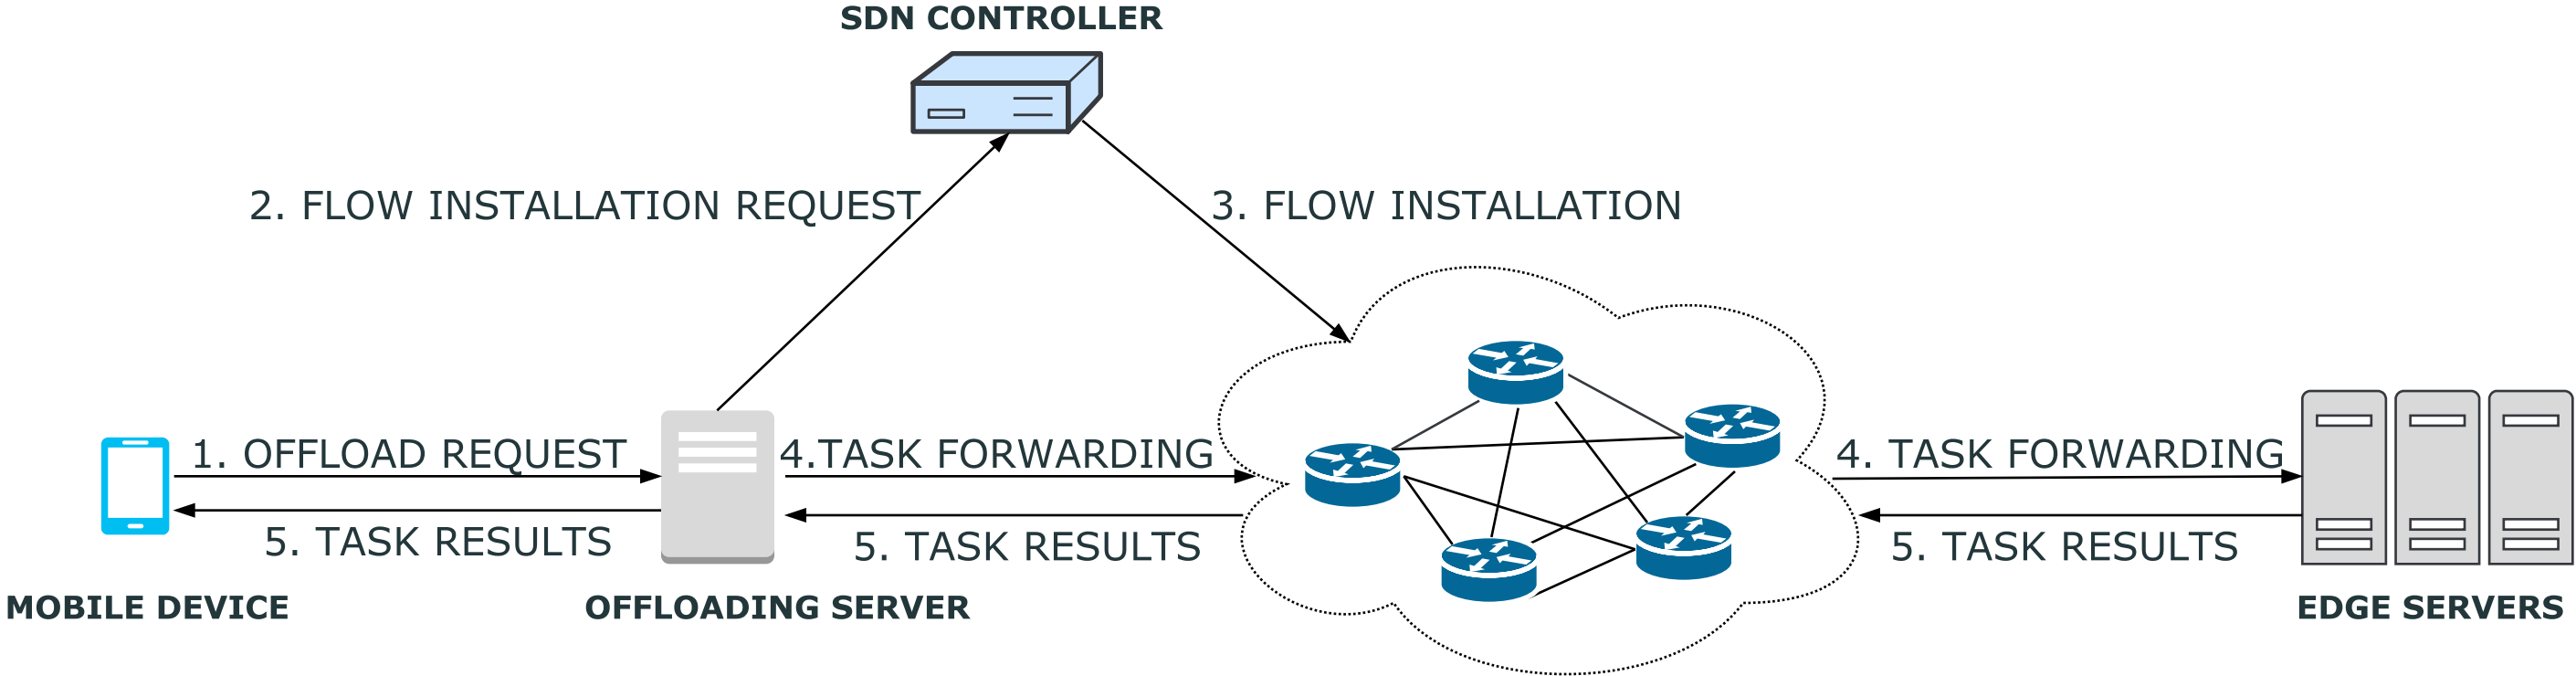 SDN CONTROLLER
2. FLOW INSTALLATION REQUEST
3. FLOW INSTALLATION
1. OFFLOAD REQUEST
4.TASK FORWARDING
4. TASK FORWARDING
5. TASK RESULTS
5. TASK RESULTS
5. TASK RESULTS
MOBILE DEVICE
OFFLOADING SERVER
EDGE SERVERS